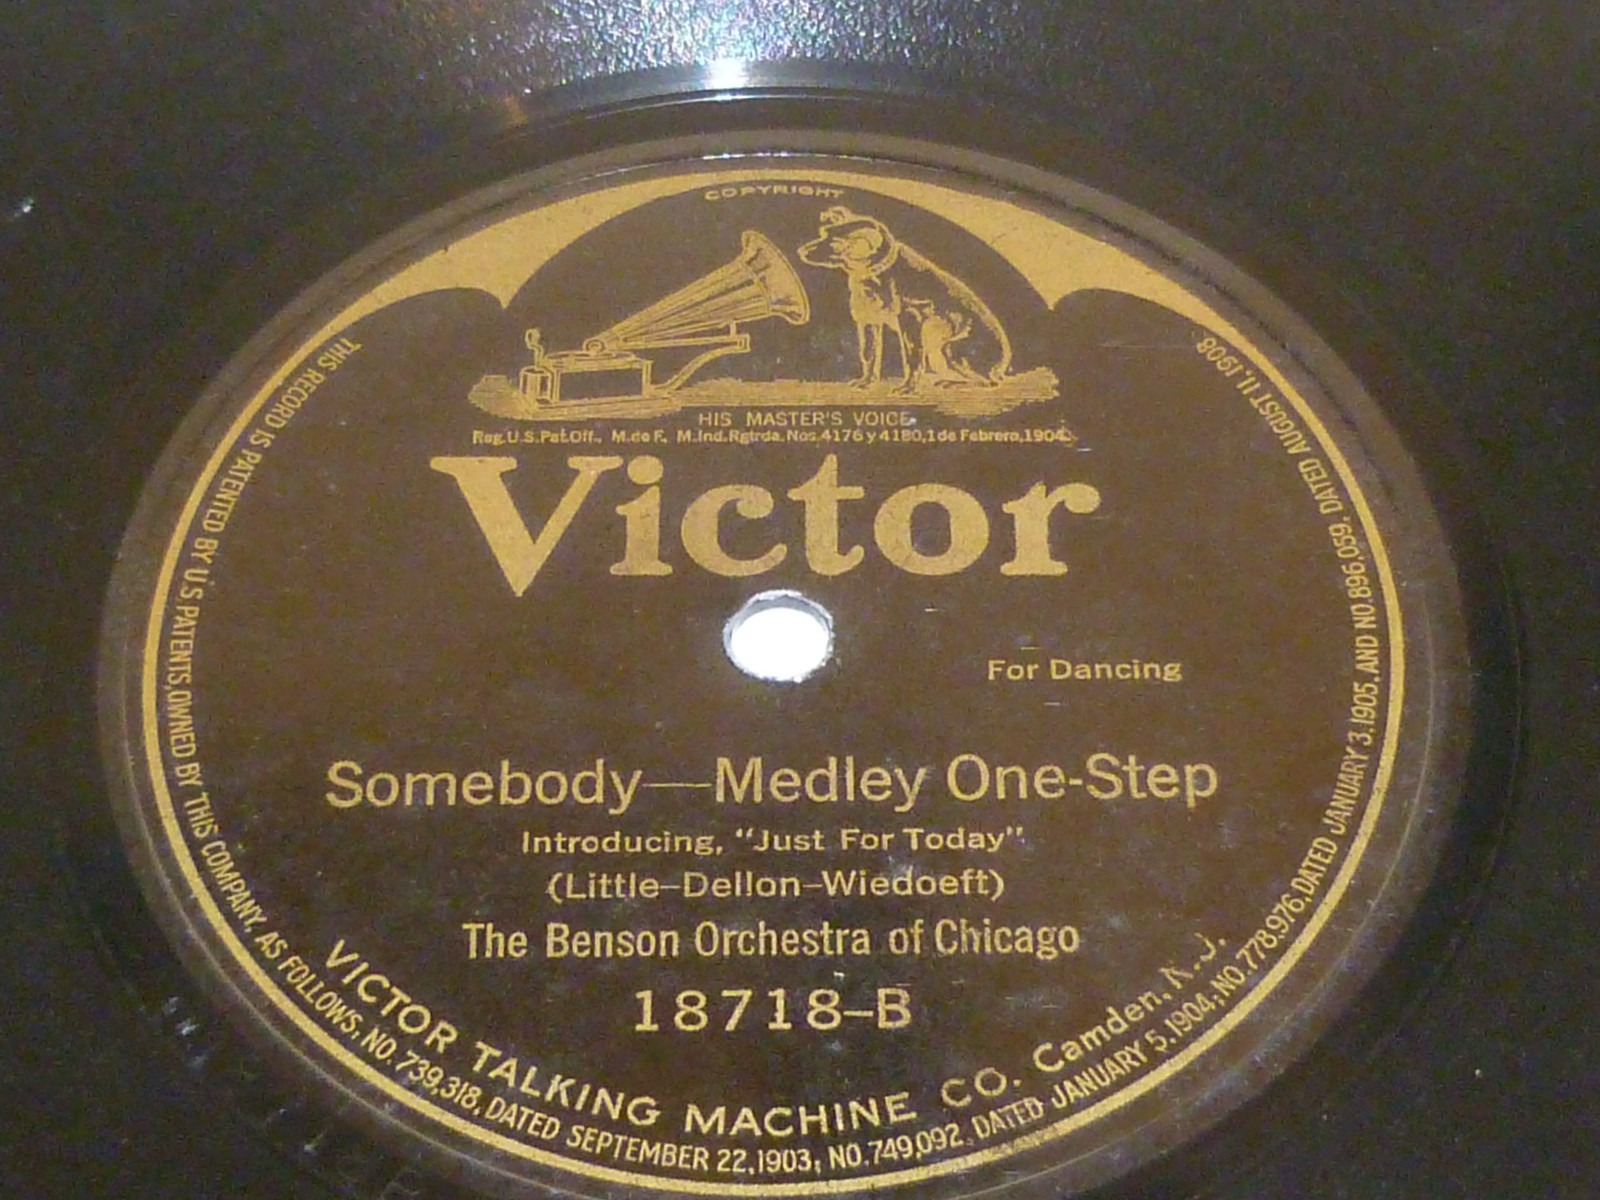 COPYRIGHT
HIS MASTER'S VOICE
Reg.U.S.Pat.Off., M.de F., M.Ind.Rgtrda. Nos.4176 y 4180,1 de Febrero,1904.
Victor
For Dancing
Somebody—Medley One-Step
Introducing, "Just For Today"
(Little–Dellon–Wiedoeft)
The Benson Orchestra of Chicago
18718–B
VICTOR TALKING MACHINE CO. Camden, N.J.
THIS RECORD IS PATENTED BY U.S. PATENTS, OWNED BY THIS COMPANY, AS FOLLOWS, NO. 739,318, DATED SEPTEMBER 22, 1903; NO. 749,092, DATED JANUARY 5, 1904; NO. 778,976, DATED JANUARY 3, 1905, AND NO. 896,059, DATED AUGUST 11, 1908.